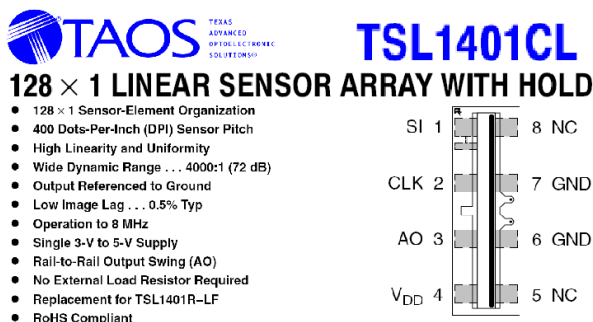 TAOS
TEXAS
ADVANCED
OPTOELECTRONIC
SOLUTIONS®
TSL1401CL
128 × 1 LINEAR SENSOR ARRAY WITH HOLD
● 128 × 1 Sensor-Element Organization
● 400 Dots-Per-Inch (DPI) Sensor Pitch
● High Linearity and Uniformity
● Wide Dynamic Range . . . 4000:1 (72 dB)
● Output Referenced to Ground
● Low Image Lag . . . 0.5% Typ
● Operation to 8 MHz
● Single 3-V to 5-V Supply
● Rail-to-Rail Output Swing (AO)
● No External Load Resistor Required
● Replacement for TSL1401R–LF
● RoHS Compliant
SI 1
8 NC
CLK 2
7 GND
AO 3
6 GND
VDD 4
5 NC